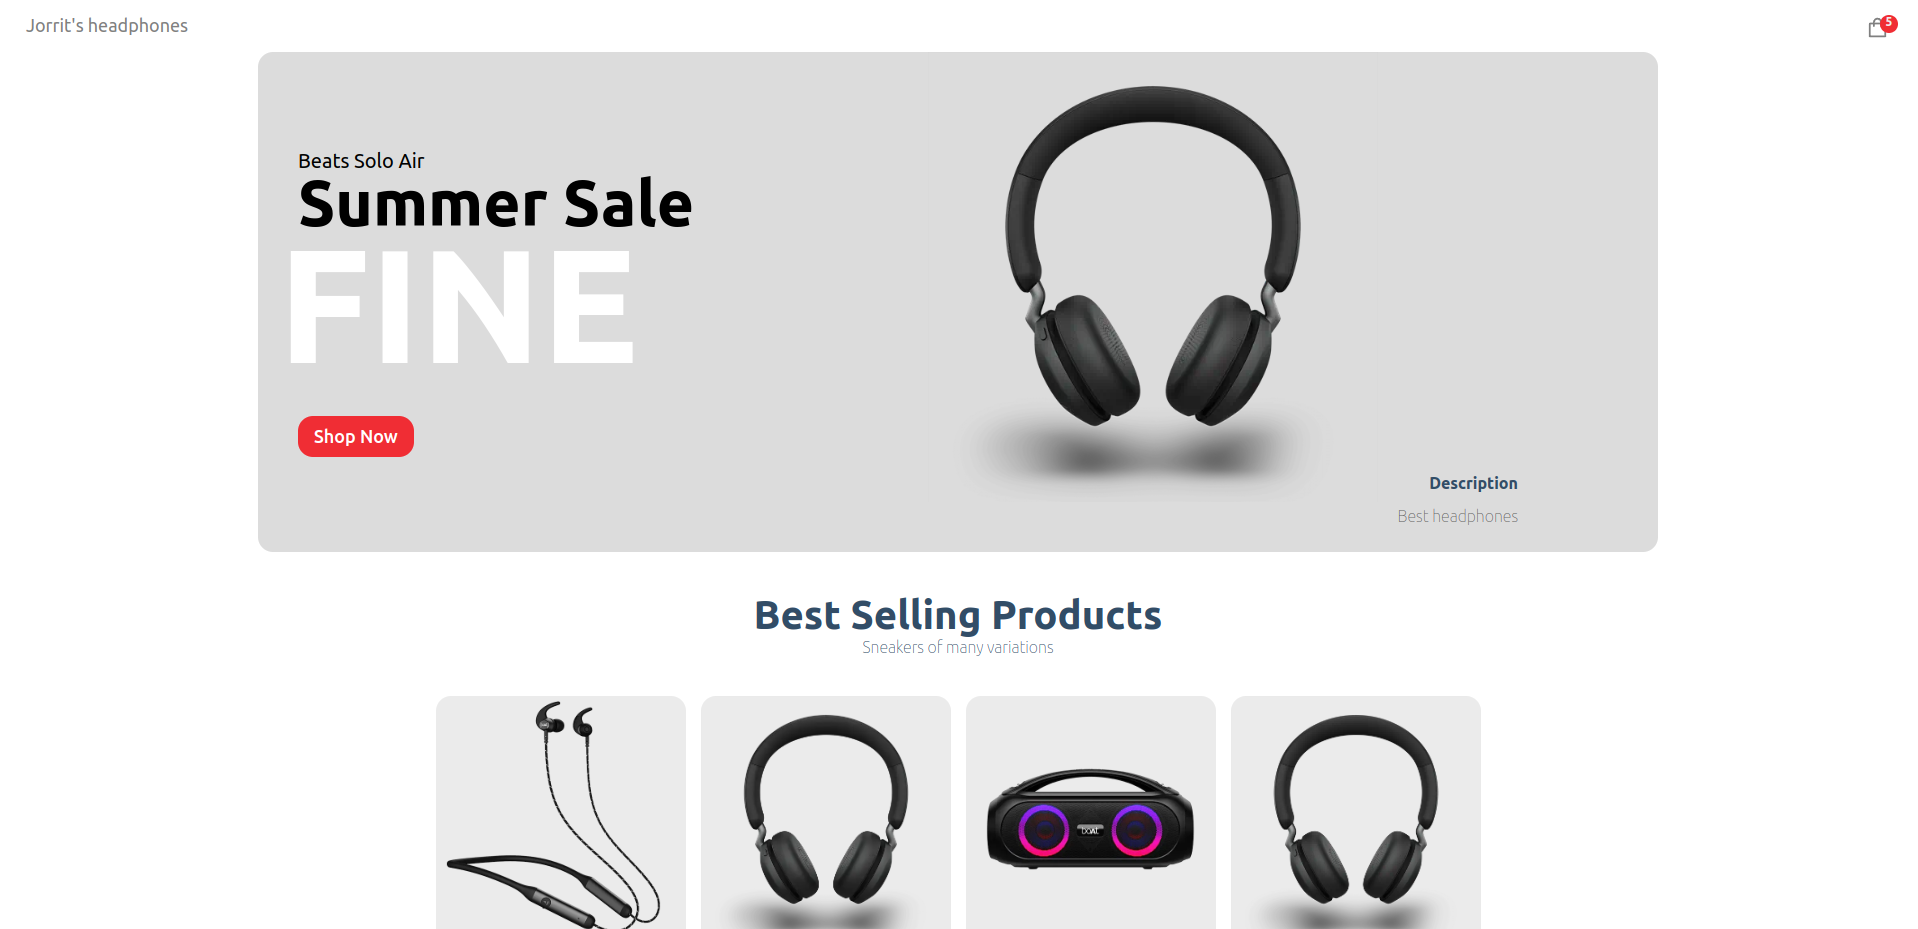 Jorrit's headphones
5
Beats Solo Air
Summer Sale
FINE
Shop Now
Description
Best headphones
Best Selling Products
Sneakers of many variations